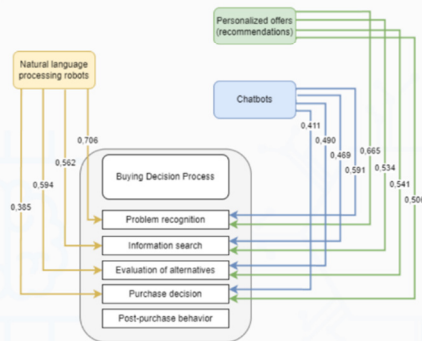 Personalized offers
(recommendations)
Natural language
processing robots
Chatbots
0,411
0,490
0,469
0,591
0,665
0,534
0,541
0,706
0,562
0,594
0,385
Buying Decision Process
Problem recognition
Information search
Evaluation of alternatives
Purchase decision
Post-purchase behavior